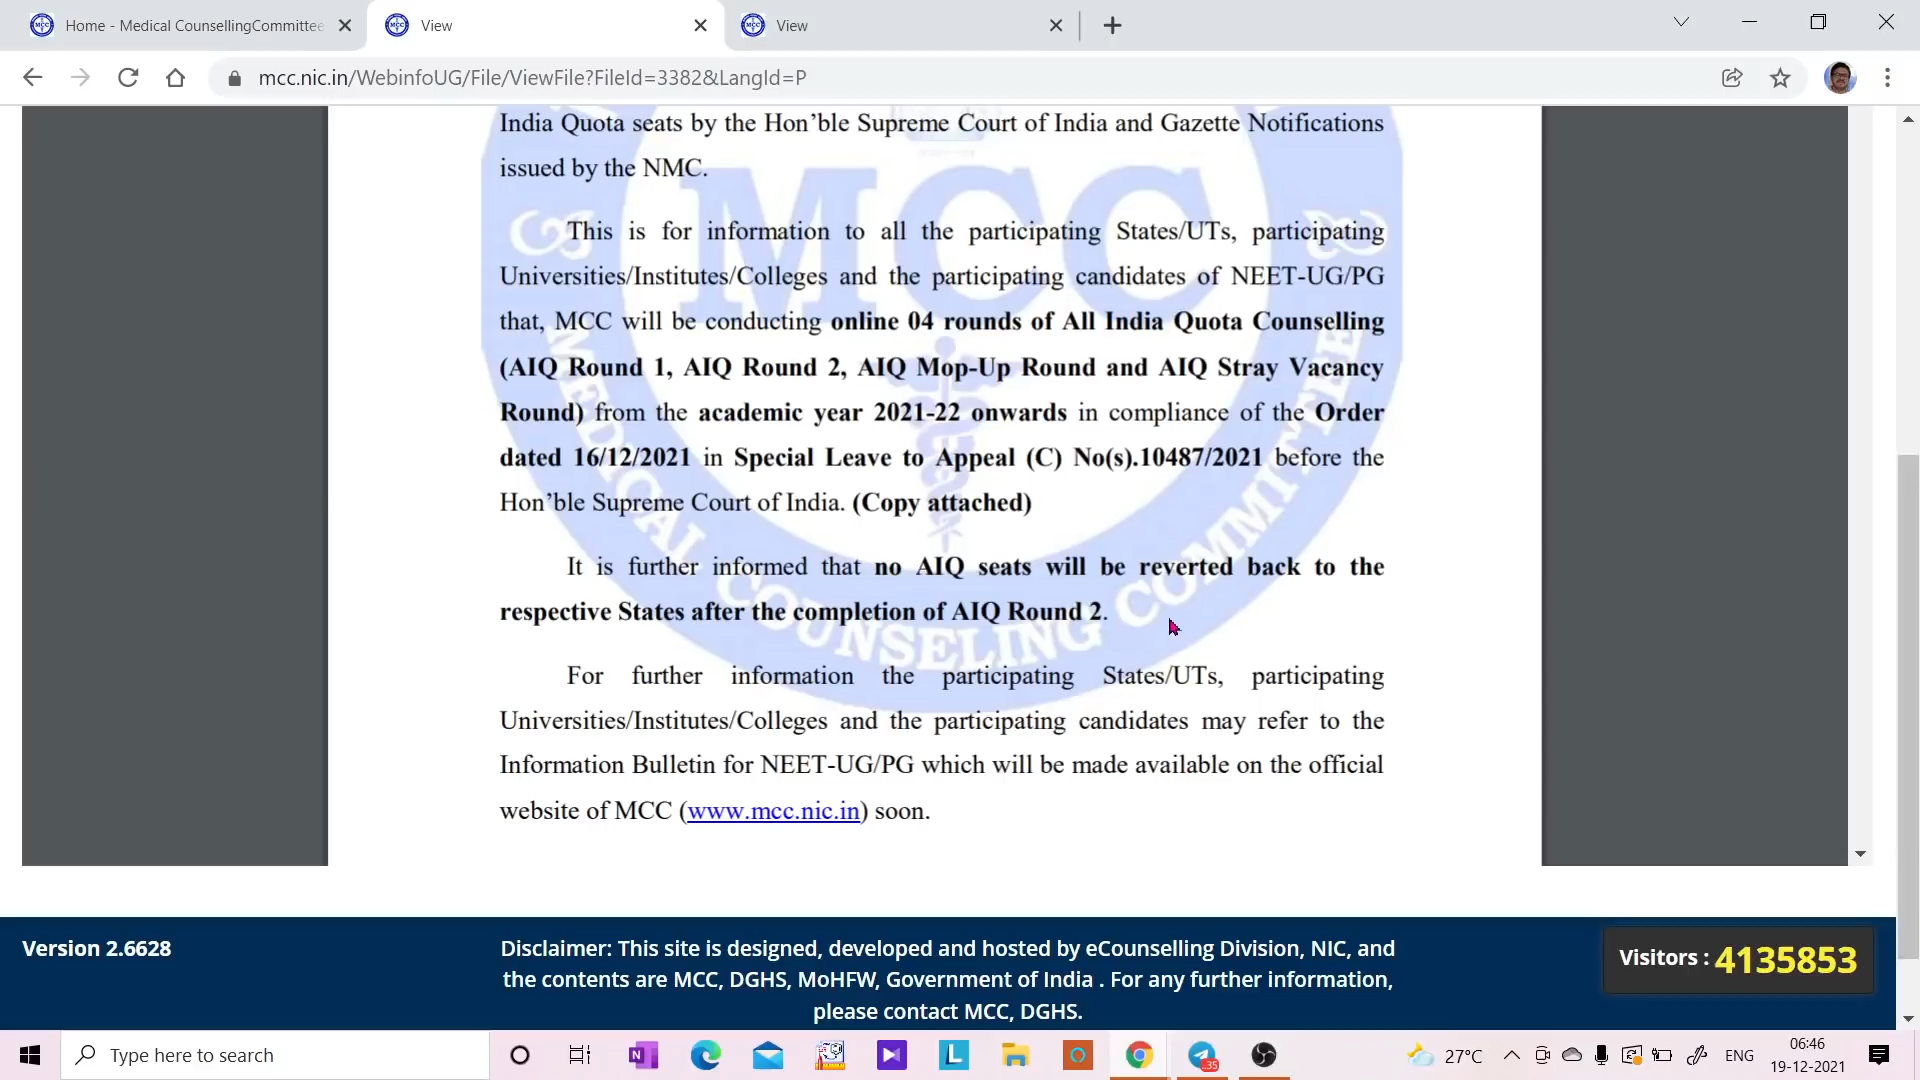 Home - Medical CounsellingCommittee
View
View
mcc.nic.in/WebinfoUG/File/ViewFile?FileId=3382&LangId=P
India Quota seats by the Hon'ble Supreme Court of India and Gazette Notifications
issued by the NMC.
This is for information to all the participating States/UTs, participating
Universities/Institutes/Colleges and the participating candidates of NEET-UG/PG
that, MCC will be conducting online 04 rounds of All India Quota Counselling
(AIQ Round 1, AIQ Round 2, AIQ Mop-Up Round and AIQ Stray Vacancy
Round) from the academic year 2021-22 onwards in compliance of the Order
dated 16/12/2021 in Special Leave to Appeal (C) No(s).10487/2021 before the
Hon'ble Supreme Court of India. (Copy attached)
It is further informed that no AIQ seats will be reverted back to the
respective States after the completion of AIQ Round 2.
For further information the participating States/UTs, participating
Universities/Institutes/Colleges and the participating candidates may refer to the
Information Bulletin for NEET-UG/PG which will be made available on the official
website of MCC (www.mcc.nic.in) soon.
MCC
MEDICAL COUNSELING COMMITTEE
Version 2.6628
Disclaimer: This site is designed, developed and hosted by eCounselling Division, NIC, and
the contents are MCC, DGHS, MoHFW, Government of India . For any further information,
please contact MCC, DGHS.
Visitors : 4135853
Type here to search
27°C
ENG
06:46
19-12-2021